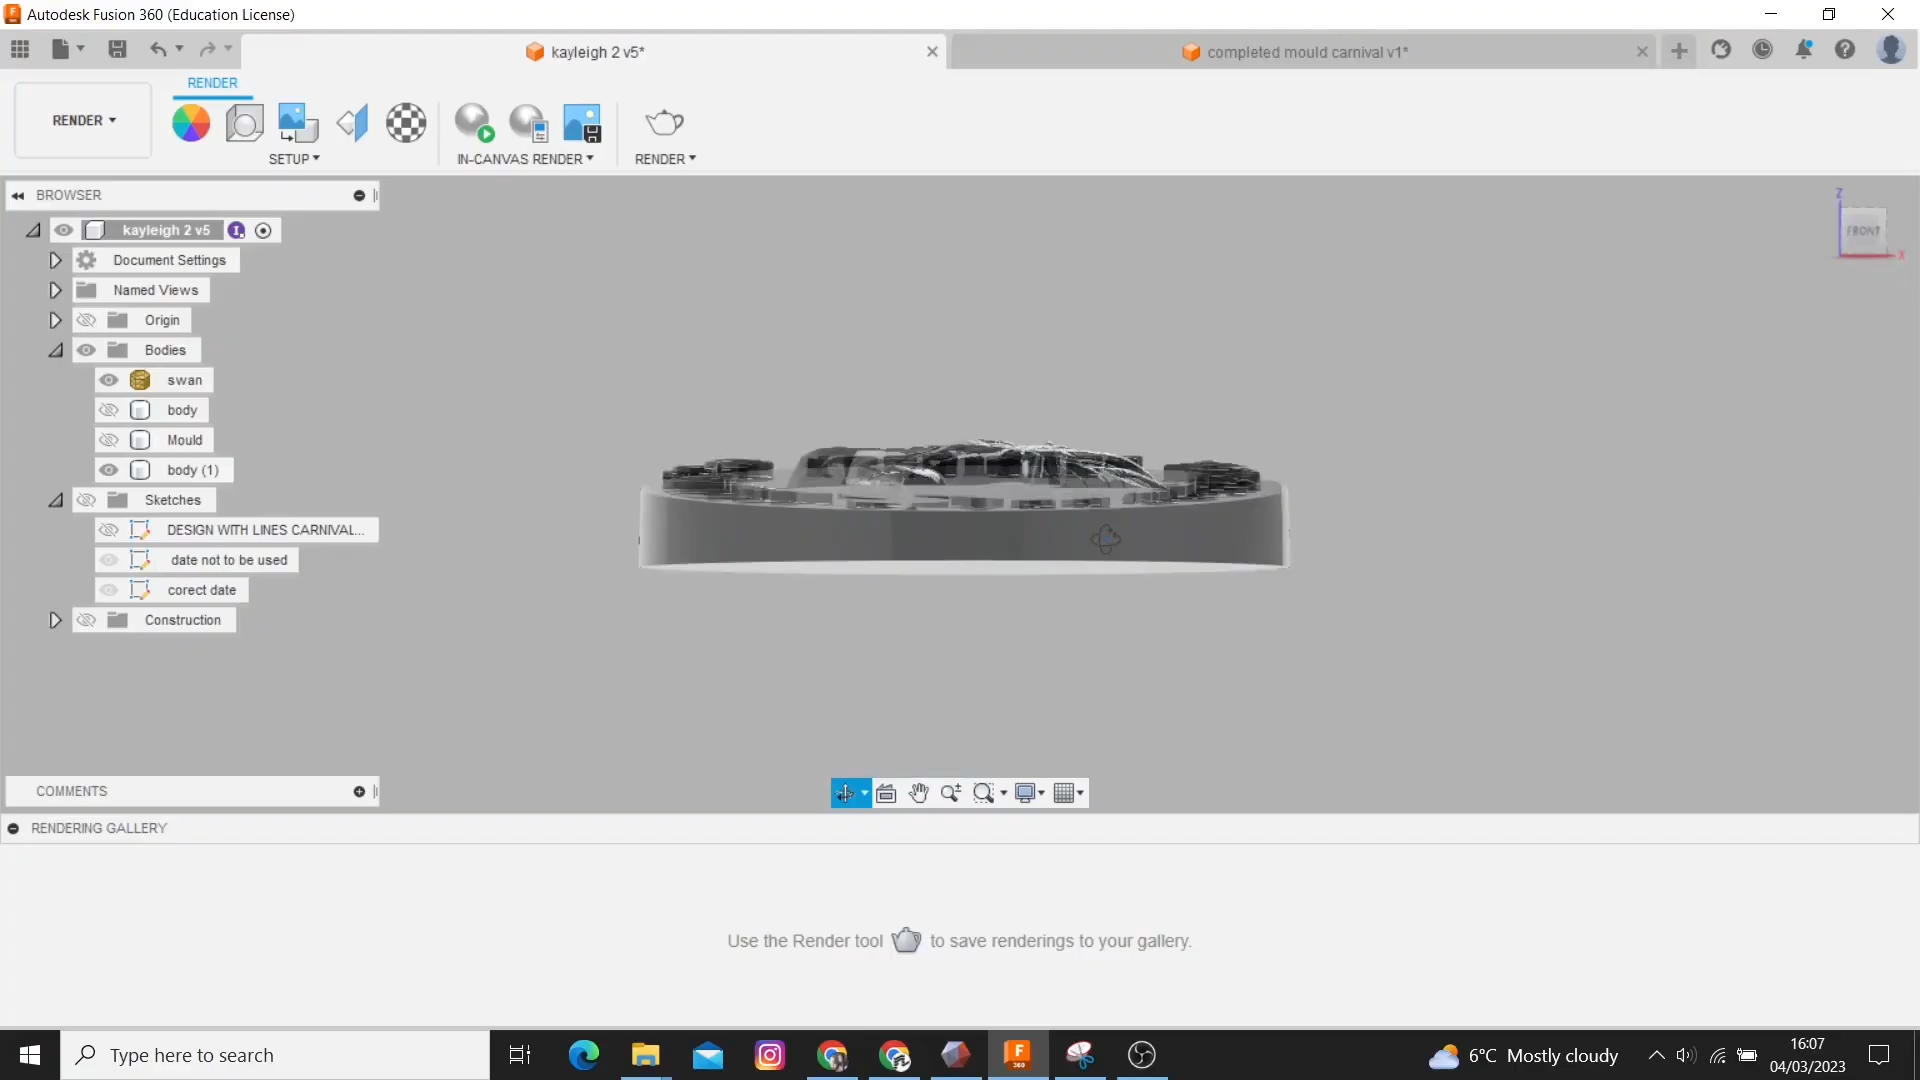 Autodesk Fusion 360 (Education License)
kayleigh 2 v5*
completed mould carnival v1*
RENDER
RENDER
SETUP
IN-CANVAS RENDER
RENDER
BROWSER
kayleigh 2 v5
Document Settings
Named Views
Origin
Bodies
swan
body
Mould
body (1)
Sketches
DESIGN WITH LINES CARNIVAL...
date not to be used
corect date
Construction
Z
FRONT
X
COMMENTS
RENDERING GALLERY
Use the Render tool to save renderings to your gallery.
Type here to search
F
360
6°C Mostly cloudy
16:07
04/03/2023